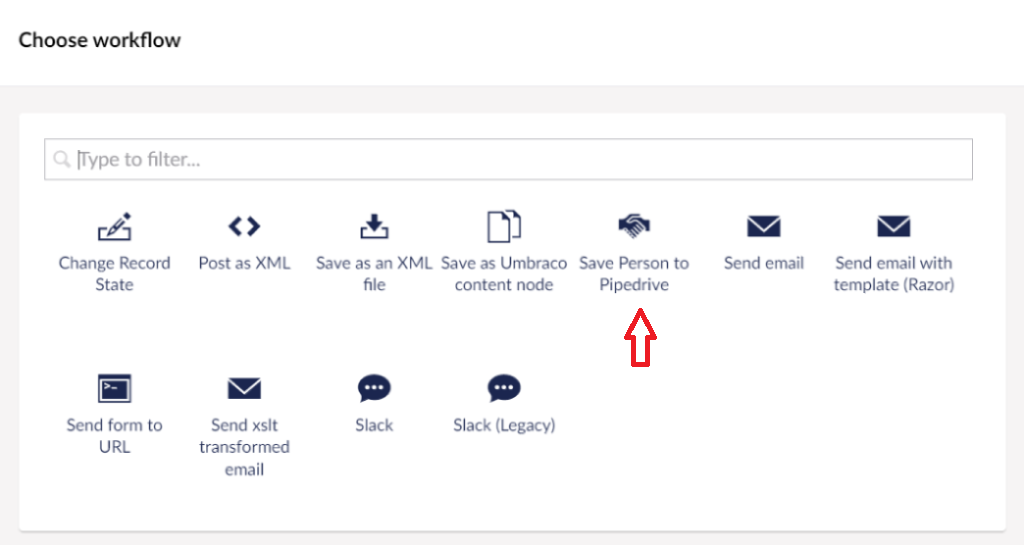 Choose workflow
Type to filter...
Change Record
State
Post as XML
Save as an XML
file
Save as Umbraco
content node
Save Person to
Pipedrive
Send email
Send email with
template (Razor)
Send form to
URL
Send xslt
transformed
email
Slack
Slack (Legacy)